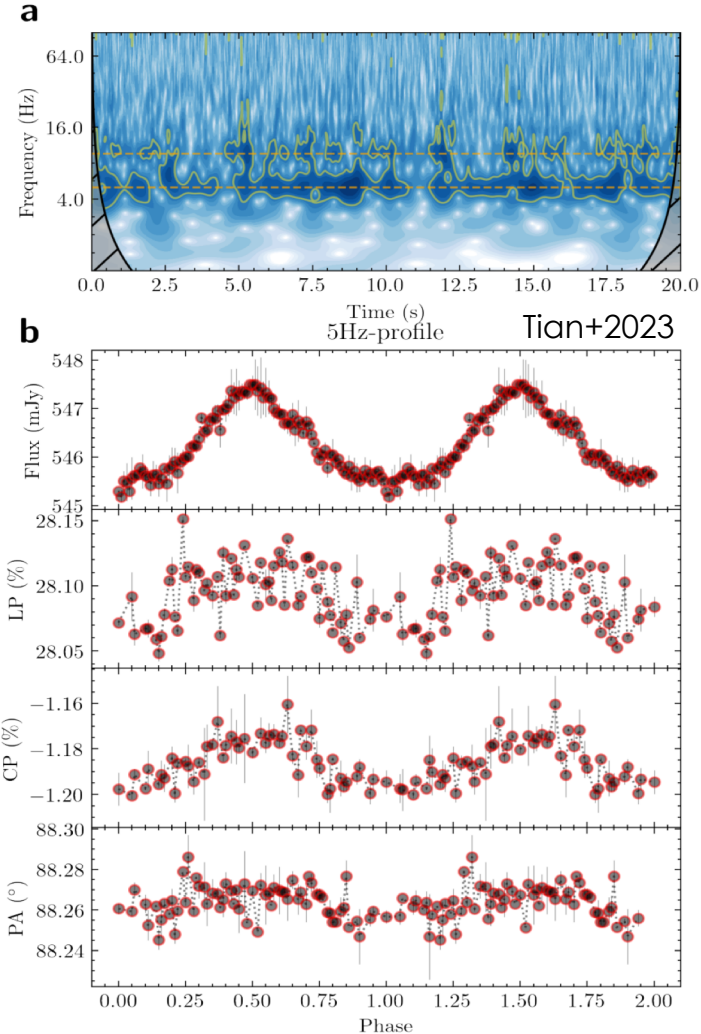 a
64.0
16.0
4.0
Frequency (Hz)
0.0 2.5 5.0 7.5 10.0 12.5 15.0 17.5 20.0
Time (s)
b
5Hz-profile
Tian+2023
548
547
546
545
Flux (mJy)
28.15
28.10
28.05
LP (%)
−1.16
−1.18
−1.20
CP (%)
88.30
88.28
88.26
88.24
PA (°)
0.00 0.25 0.50 0.75 1.00 1.25 1.50 1.75 2.00
Phase